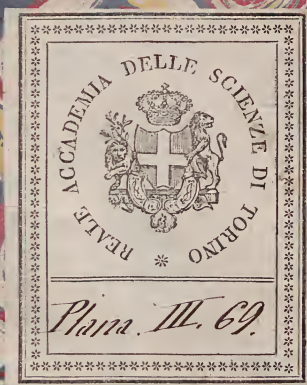 REALE ACCADEMIA DELLE SCIENZE DI TORINO
Plana. III. 69.